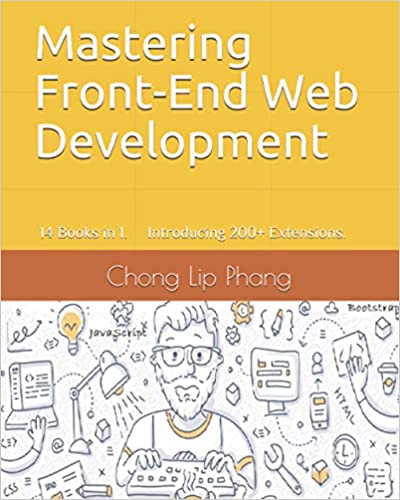 Mastering
Front-End Web
Development
14 Books in 1. Introducing 200+ Extensions.
Chong Lip Phang
JavaScript
Bootstrap
HTML